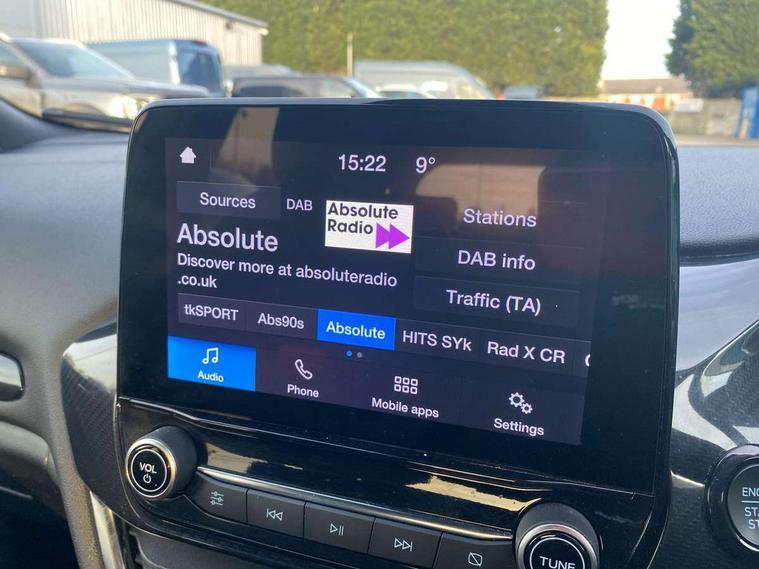 15:22 9°
Sources DAB
Absolute
Radio
Stations
Absolute
DAB info
Discover more at absoluteradio
.co.uk
Traffic (TA)
tkSPORT Abs90s Absolute HITS SYk Rad X CR
Audio Phone Mobile apps Settings
VOL
TUNE